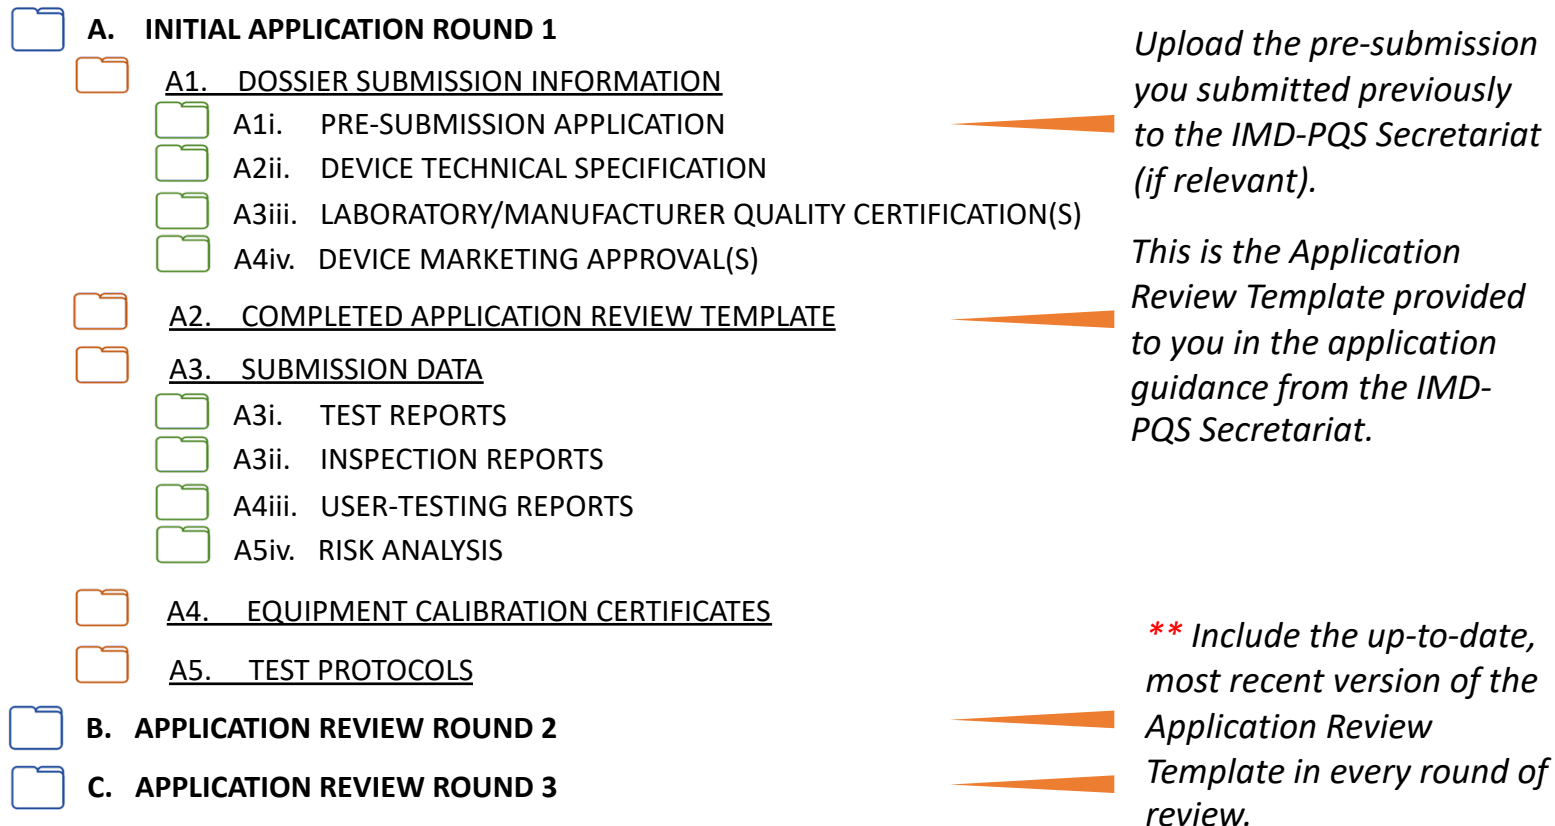 A. INITIAL APPLICATION ROUND 1
A1. DOSSIER SUBMISSION INFORMATION
A1i. PRE-SUBMISSION APPLICATION
A2ii. DEVICE TECHNICAL SPECIFICATION
A3iii. LABORATORY/MANUFACTURER QUALITY CERTIFICATION(S)
A4iv. DEVICE MARKETING APPROVAL(S)
A2. COMPLETED APPLICATION REVIEW TEMPLATE
A3. SUBMISSION DATA
A3i. TEST REPORTS
A3ii. INSPECTION REPORTS
A4iii. USER-TESTING REPORTS
A5iv. RISK ANALYSIS
A4. EQUIPMENT CALIBRATION CERTIFICATES
A5. TEST PROTOCOLS
B. APPLICATION REVIEW ROUND 2
C. APPLICATION REVIEW ROUND 3
Upload the pre-submission
you submitted previously
to the IMD-PQS Secretariat
(if relevant).
This is the Application
Review Template provided
to you in the application
guidance from the IMD-
PQS Secretariat.
** Include the up-to-date,
most recent version of the
Application Review
Template in every round of
review.